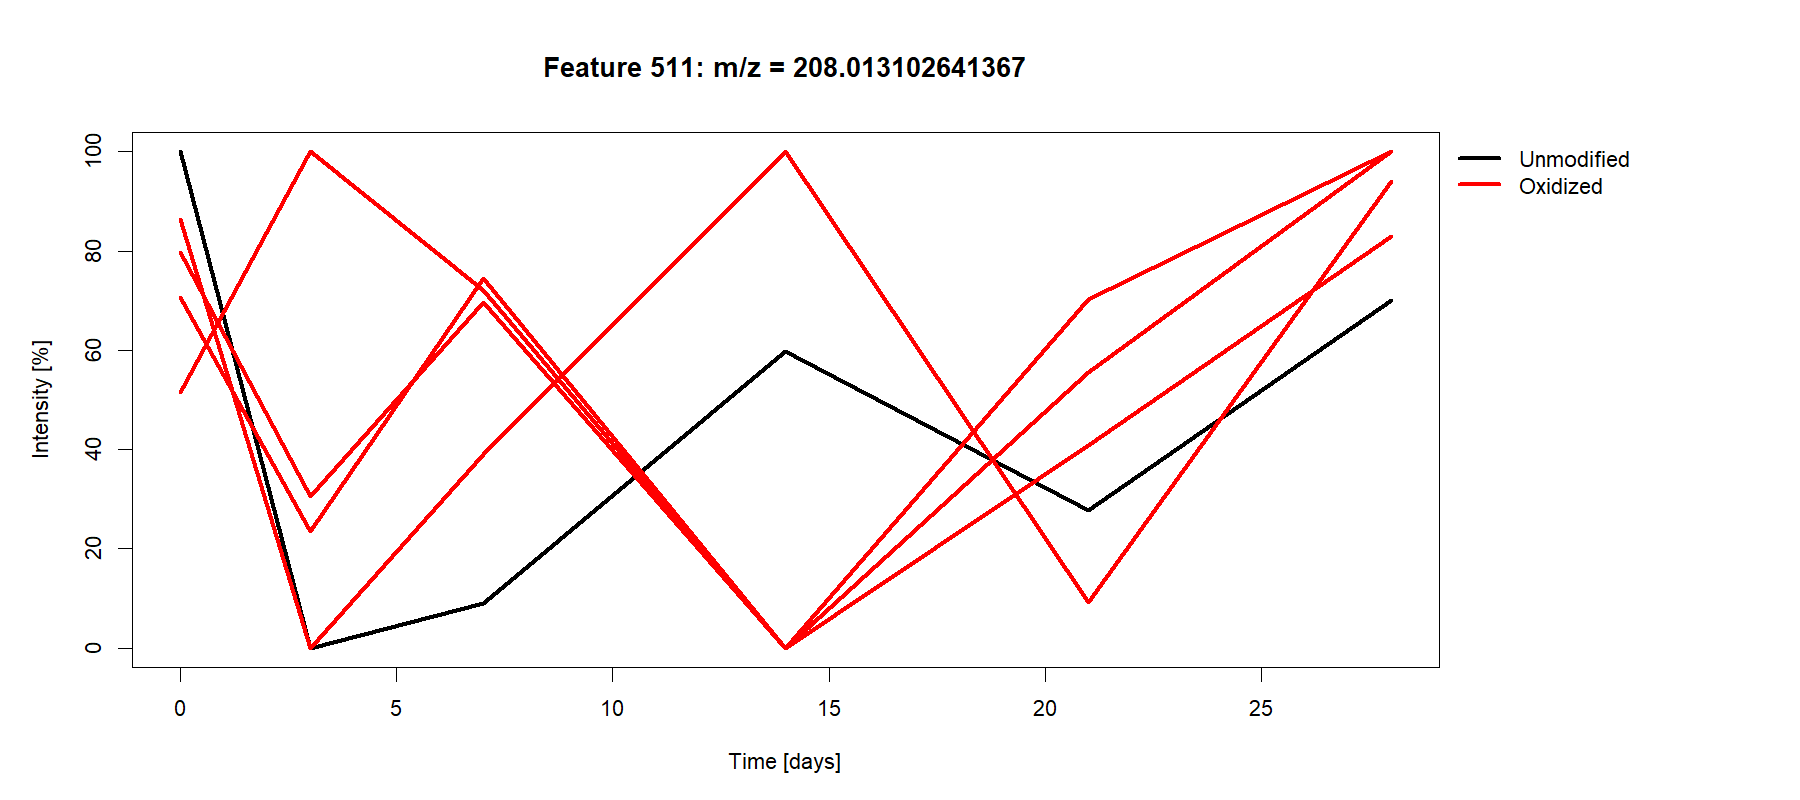 Feature 511: m/z = 208.013102641367
Unmodified
Oxidized
Intensity [%]
100
80
60
40
20
0
0 5 10 15 20 25
Time [days]